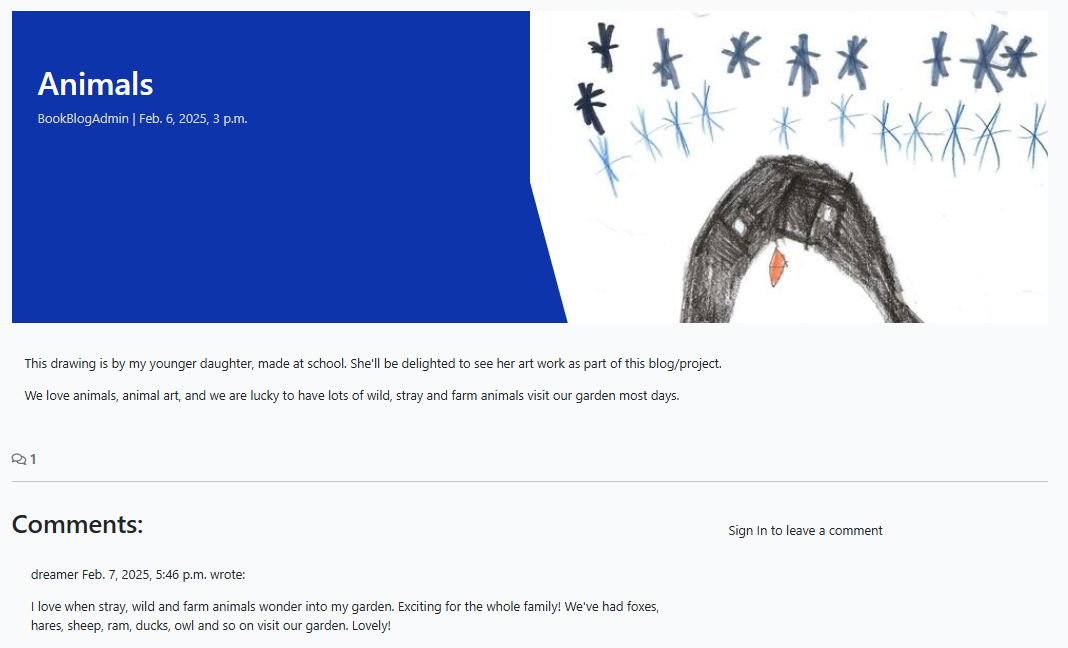 Animals
BookBlogAdmin | Feb. 6, 2025, 3 p.m.
This drawing is by my younger daughter, made at school. She'll be delighted to see her art work as part of this blog/project.
We love animals, animal art, and we are lucky to have lots of wild, stray and farm animals visit our garden most days.
1
Comments:
Sign In to leave a comment
dreamer Feb. 7, 2025, 5:46 p.m. wrote:
I love when stray, wild and farm animals wonder into my garden. Exciting for the whole family! We've had foxes,
hares, sheep, ram, ducks, owl and so on visit our garden. Lovely!